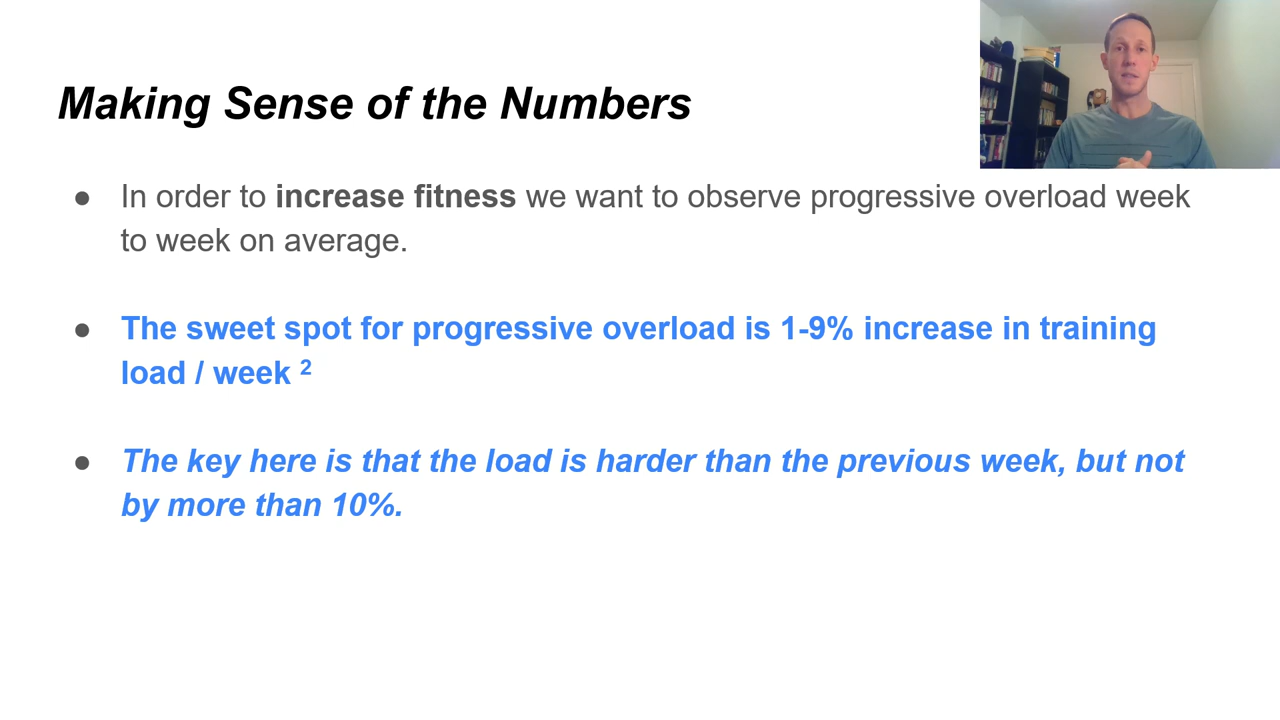 Making Sense of the Numbers
● In order to increase fitness we want to observe progressive overload week
to week on average.
● The sweet spot for progressive overload is 1-9% increase in training
load / week ²
● The key here is that the load is harder than the previous week, but not
by more than 10%.